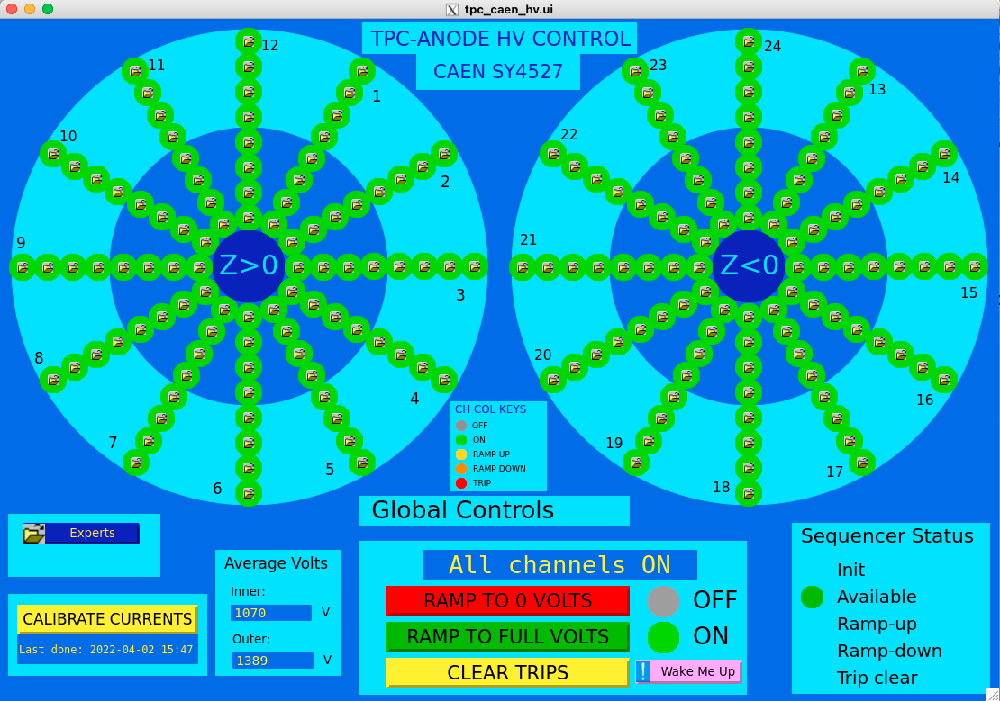 tpc_caen_hv.ui
TPC-ANODE HV CONTROL
CAEN SY4527
12
11
1
10
2
9
Z>0
3
8
4
7
5
6
24
23
13
22
14
21
Z<0
15
20
16
19
17
18
CH COL KEYS
OFF
ON
RAMP UP
RAMP DOWN
TRIP
Global Controls
Experts
CALIBRATE CURRENTS
Last done: 2022-04-02 15:47
Average Volts
Inner:
1070 V
Outer:
1389 V
All channels ON
RAMP TO 0 VOLTS OFF
RAMP TO FULL VOLTS ON
CLEAR TRIPS ! Wake Me Up
Sequencer Status
Init
Available
Ramp-up
Ramp-down
Trip clear